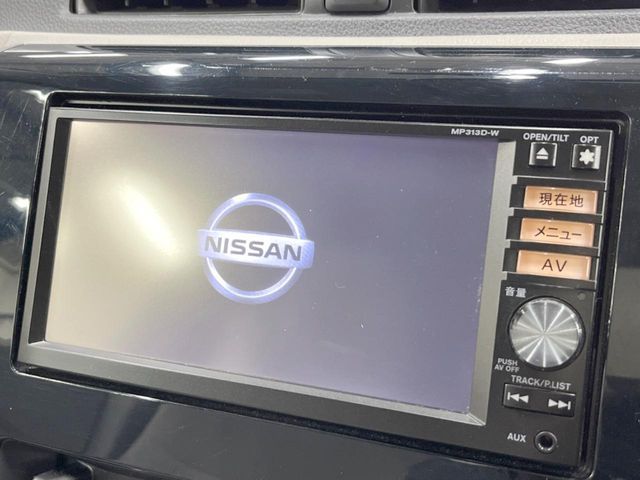 MP313D-W
OPEN/TILT OPT
現在地
メニュー
AV
NISSAN
音量
PUSH
AV OFF
TRACK/P.LIST
AUX